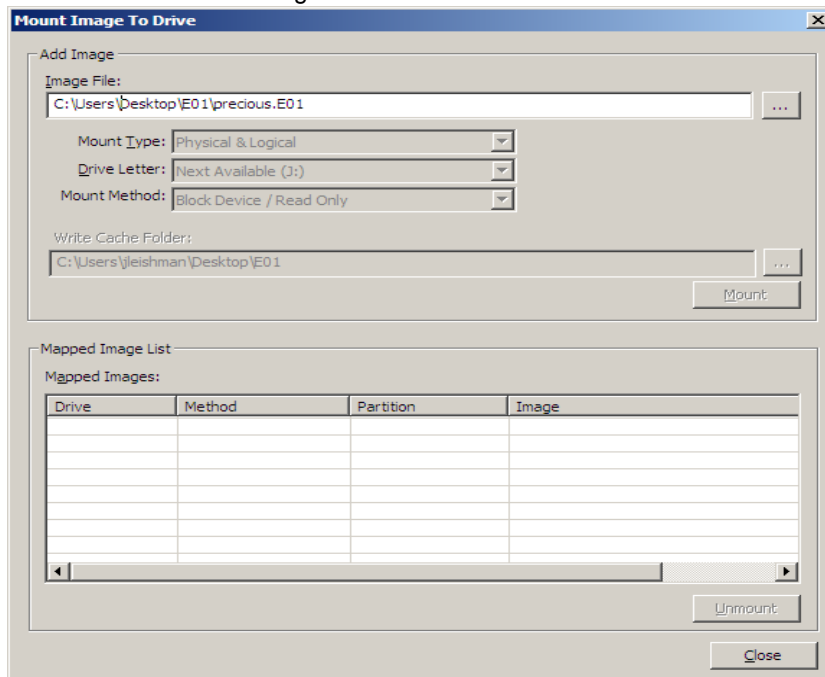 Mount Image To Drive
Add Image
Image File:
C:\Users\Desktop\E01\precious.E01
...
Mount Type: Physical & Logical
Drive Letter: Next Available (J:)
Mount Method: Block Device / Read Only
Write Cache Folder:
C:\Users\jleishman\Desktop\E01
...
Mount
Mapped Image List
Mapped Images:
Drive Method Partition Image
Unmount
Close